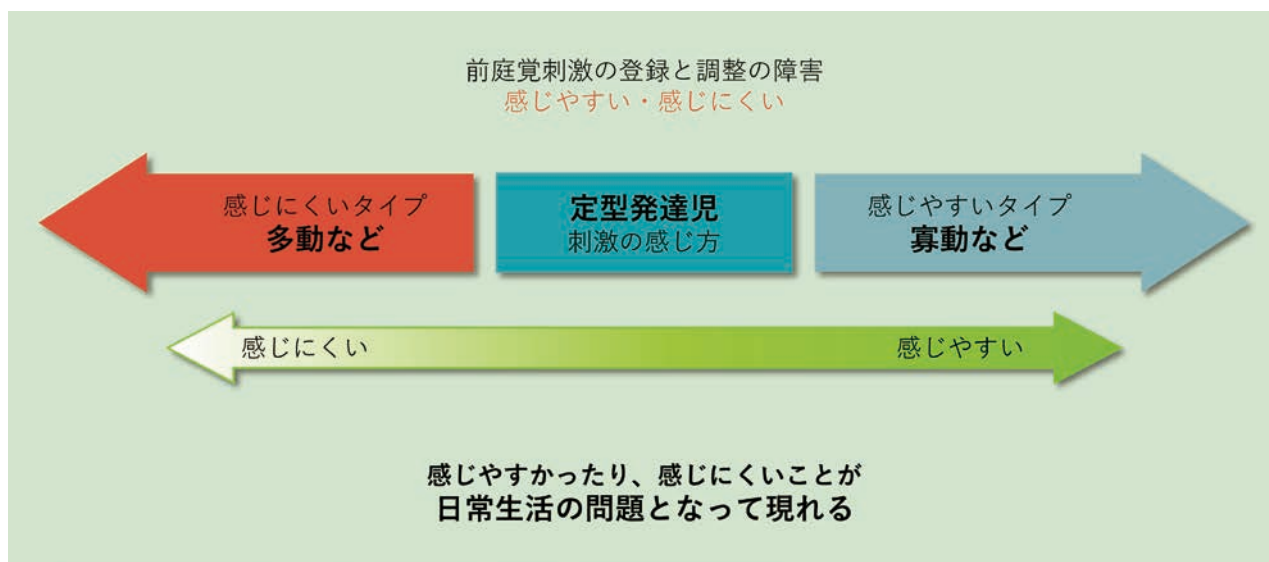 前庭覚刺激の登録と調整の障害
感じやすい・感じにくい
感じにくいタイプ
多動など
定型発達児
刺激の感じ方
感じやすいタイプ
寡動など
感じにくい
感じやすい
感じやすかったり、感じにくいことが
日常生活の問題となって現れる